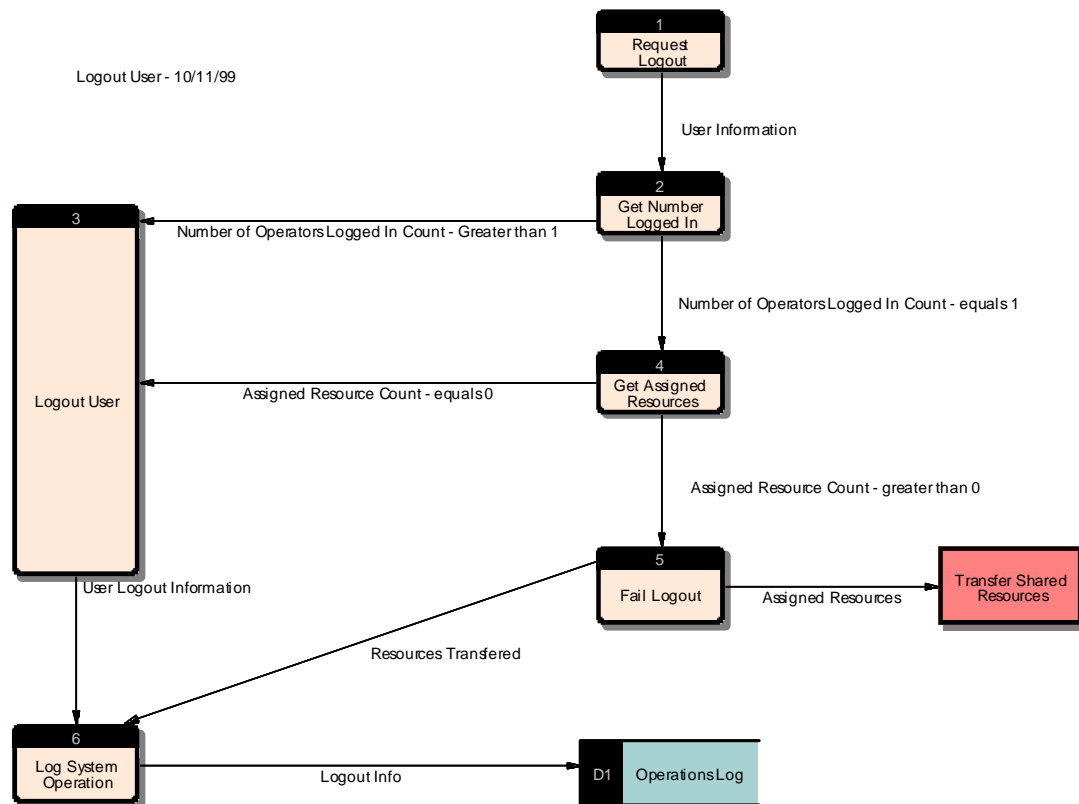 1
Request
Logout
Logout User - 10/11/99
User Information
2
Get Number
Logged In
3
Number of Operators Logged In Count - Greater than 1
Number of Operators Logged In Count - equals 1
4
Get Assigned
Resources
Logout User
Assigned Resource Count - equals 0
Assigned Resource Count - greater than 0
5
Fail Logout
Transfer Shared
Resources
User Logout Information
Assigned Resources
Resources Transfered
6
Log System
Operation
Logout Info
D1
Operations Log